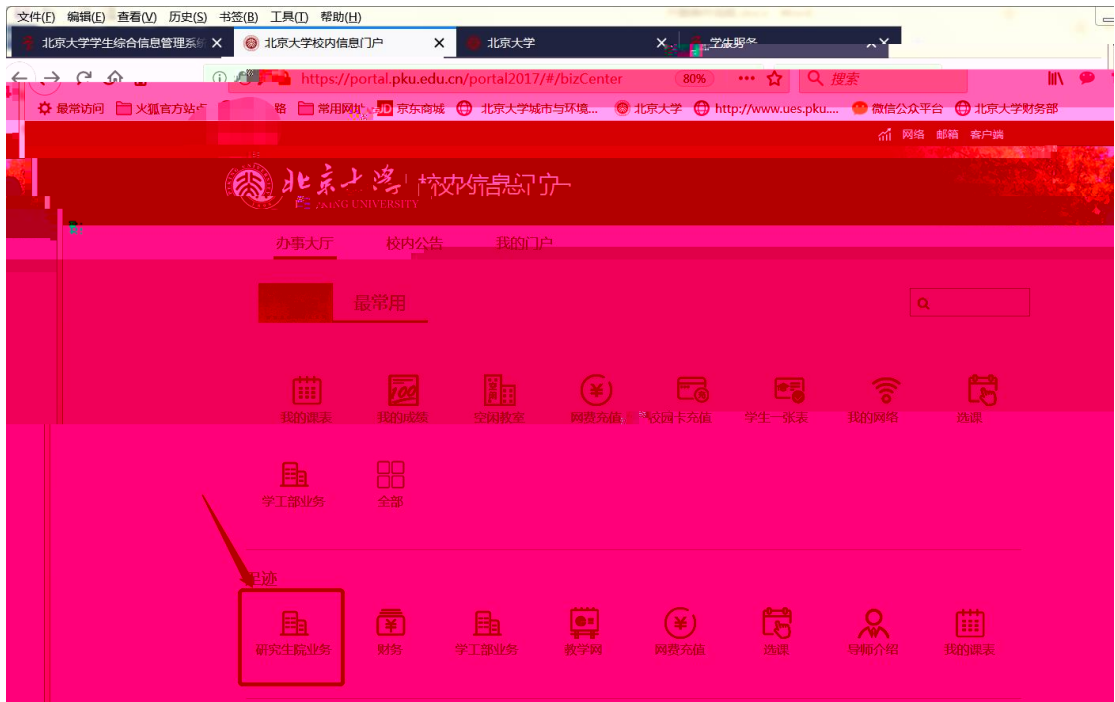 文件(F) 编辑(E) 查看(V) 历史(S) 书签(B) 工具(T) 帮助(H)
北京大学学生综合信息管理系统 北京大学校内信息门户 北京大学 学生服务
https://portal.pku.edu.cn/portal2017/#/bizCenter 80% 搜索
最常访问 火狐官方站点 常用网址 JD 京东商城 北京大学城市与环境... 北京大学 http://www.ues.pku.... 微信公众平台 北京大学财务部
网络 邮箱 客户端
北京大学 校内信息门户
PEKING UNIVERSITY
办事大厅 校内公告 我的门户
最常用
我的课表 我的成绩 空闲教室 网费充值 校园卡充值 学生一张表 我的网络 选课
学工部业务 全部
足迹
研究生院业务 财务 学工部业务 教学网 网费充值 选课 导师介绍 我的课表